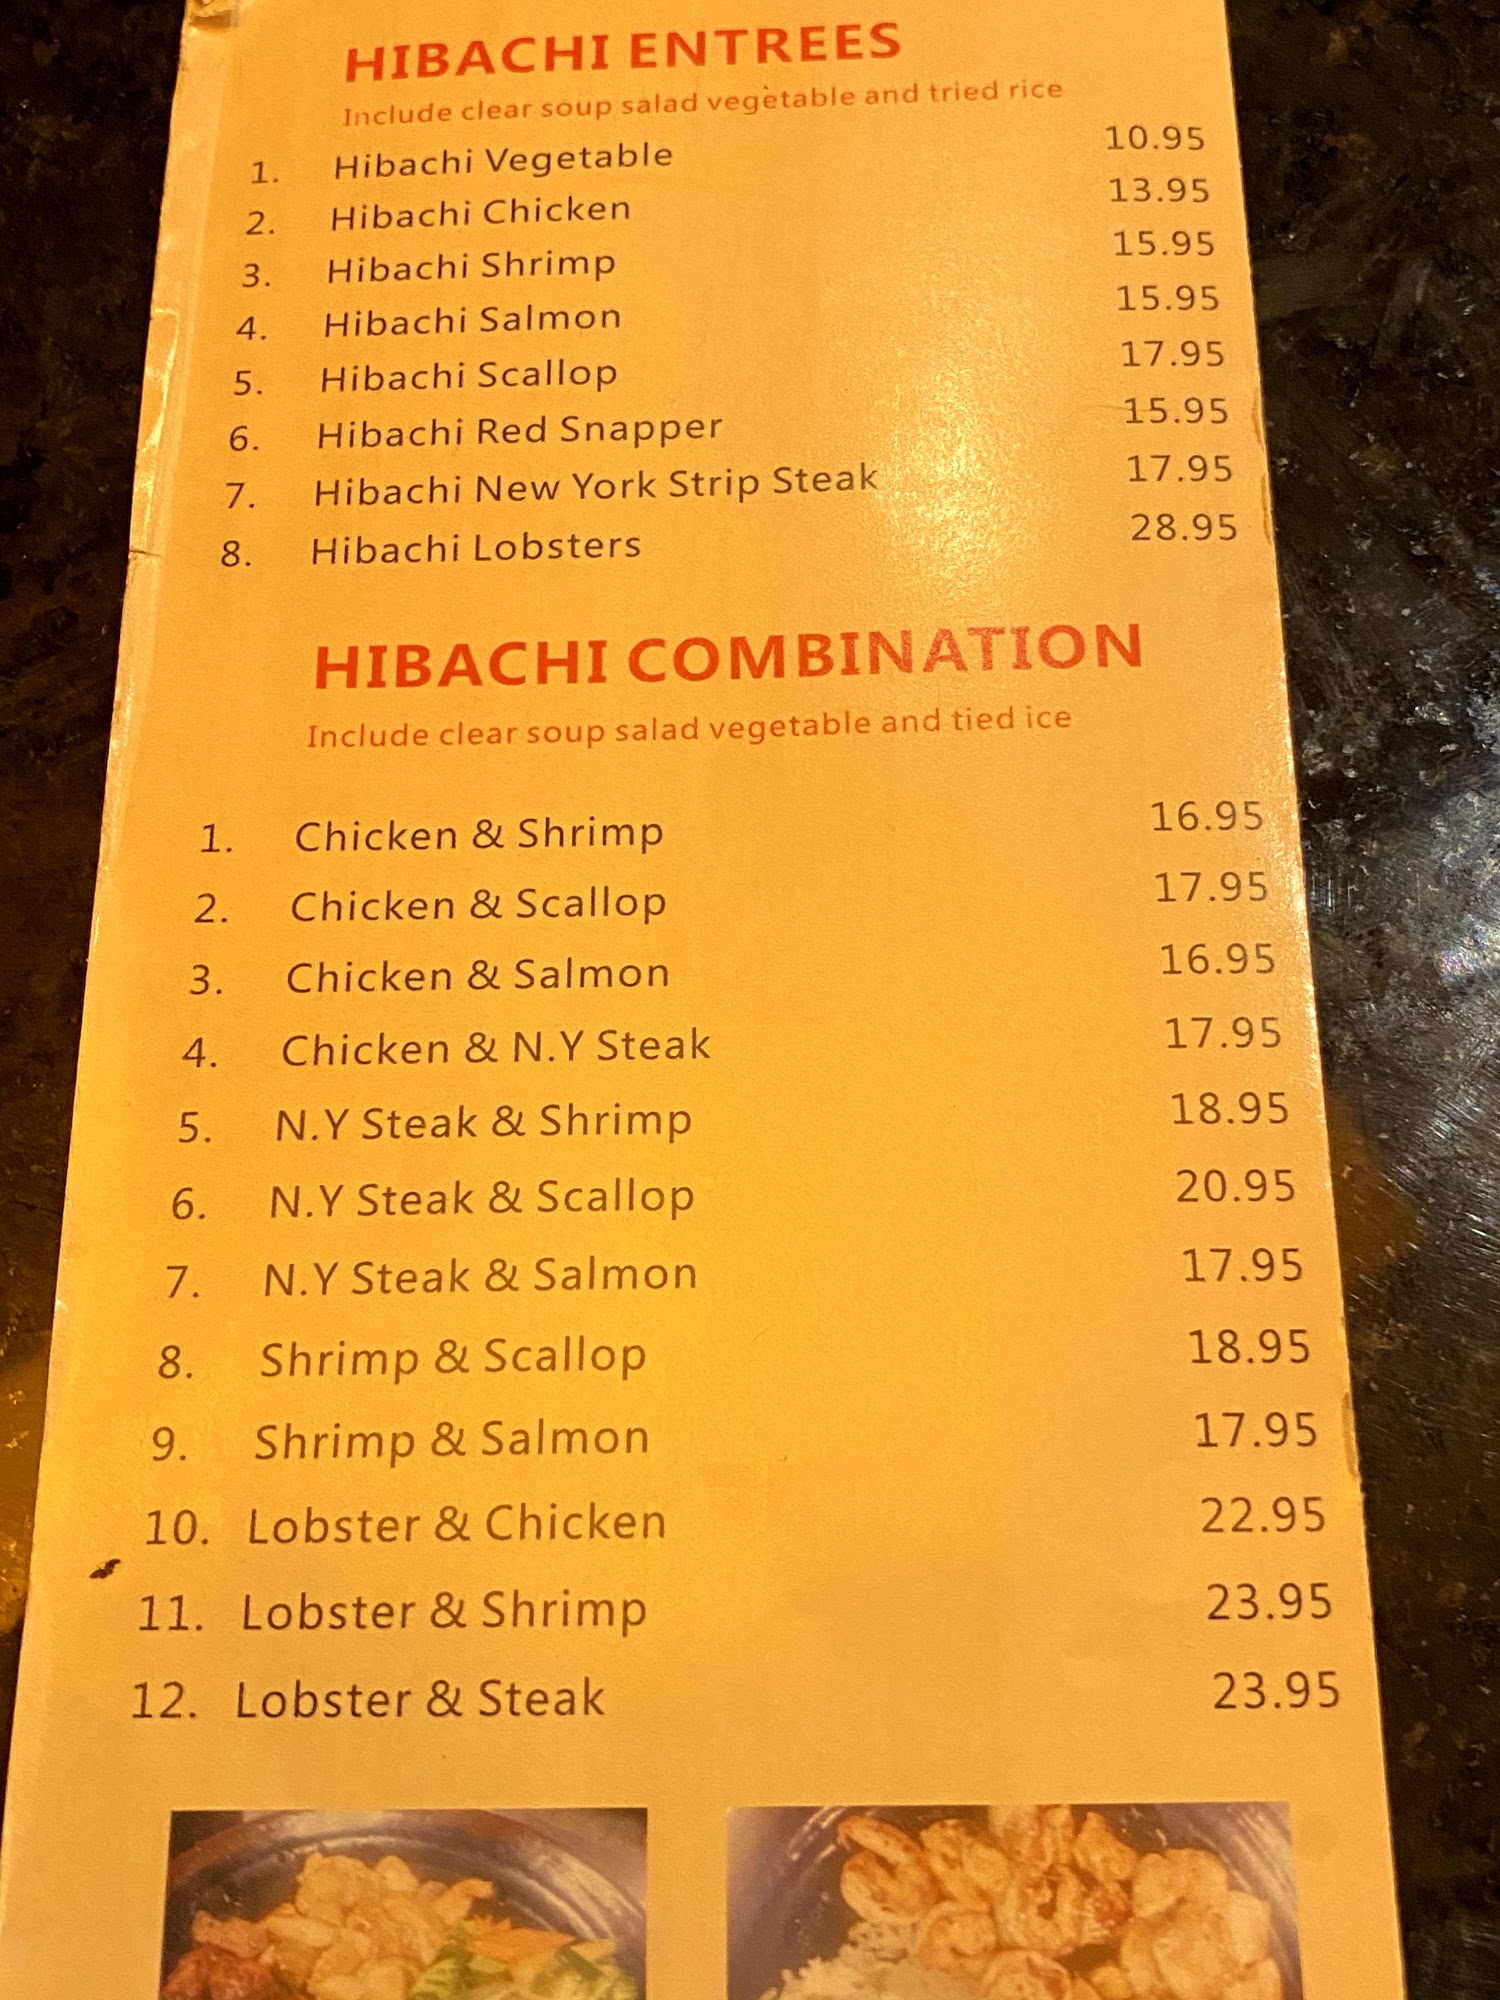 HIBACHI ENTREES
Include clear soup salad vegetable and tried rice
1. Hibachi Vegetable 10.95
2. Hibachi Chicken 13.95
3. Hibachi Shrimp 15.95
4. Hibachi Salmon 15.95
5. Hibachi Scallop 17.95
6. Hibachi Red Snapper 15.95
7. Hibachi New York Strip Steak 17.95
8. Hibachi Lobsters 28.95
HIBACHI COMBINATION
Include clear soup salad vegetable and tied ice
1. Chicken & Shrimp 16.95
2. Chicken & Scallop 17.95
3. Chicken & Salmon 16.95
4. Chicken & N.Y Steak 17.95
5. N.Y Steak & Shrimp 18.95
6. N.Y Steak & Scallop 20.95
7. N.Y Steak & Salmon 17.95
8. Shrimp & Scallop 18.95
9. Shrimp & Salmon 17.95
10. Lobster & Chicken 22.95
11. Lobster & Shrimp 23.95
12. Lobster & Steak 23.95